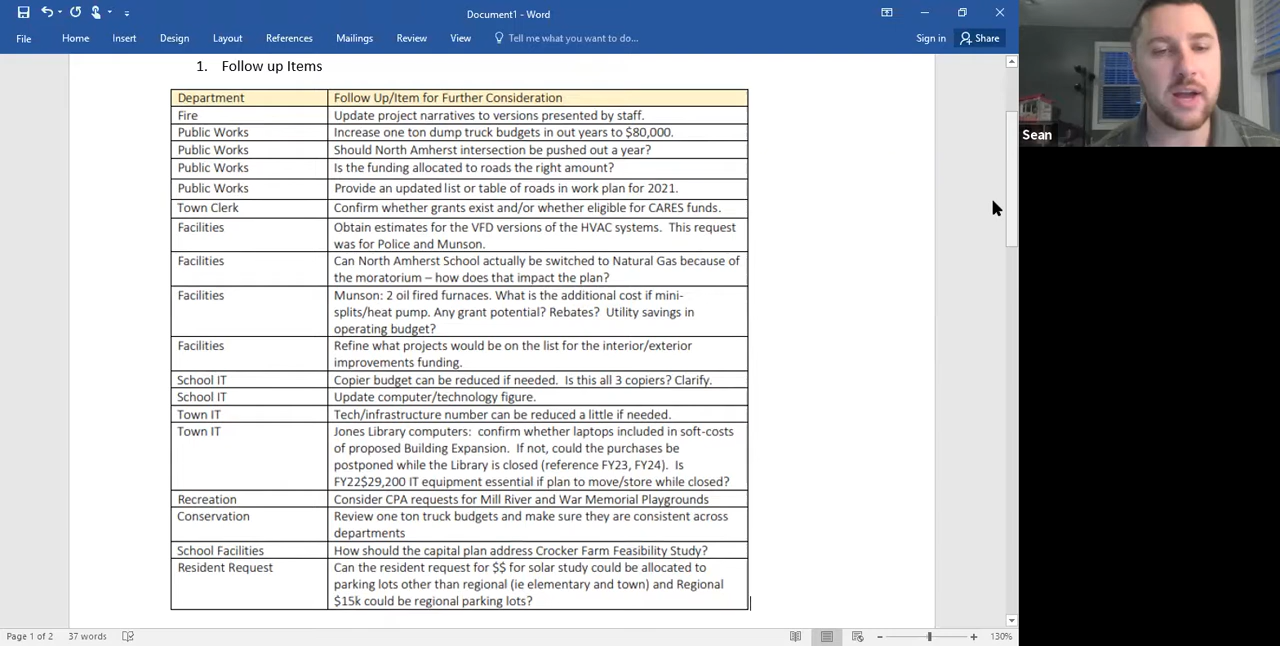 Document1 - Word
File Home Insert Design Layout References Mailings Review View Tell me what you want to do... Sign in Share
1. Follow up Items
Department Follow Up/Item for Further Consideration
Fire Update project narratives to versions presented by staff.
Public Works Increase one ton dump truck budgets in out years to $80,000.
Public Works Should North Amherst intersection be pushed out a year?
Public Works Is the funding allocated to roads the right amount?
Public Works Provide an updated list or table of roads in work plan for 2021.
Town Clerk Confirm whether grants exist and/or whether eligible for CARES funds.
Facilities Obtain estimates for the VFD versions of the HVAC systems. This request
was for Police and Munson.
Facilities Can North Amherst School actually be switched to Natural Gas because of
the moratorium – how does that impact the plan?
Facilities Munson: 2 oil fired furnaces. What is the additional cost if mini-
splits/heat pump. Any grant potential? Rebates? Utility savings in
operating budget?
Facilities Refine what projects would be on the list for the interior/exterior
improvements funding.
School IT Copier budget can be reduced if needed. Is this all 3 copiers? Clarify.
School IT Update computer/technology figure.
Town IT Tech/infrastructure number can be reduced a little if needed.
Town IT Jones Library computers: confirm whether laptops included in soft-costs
of proposed Building Expansion. If not, could the purchases be
postponed while the Library is closed (reference FY23, FY24). Is
FY22$29,200 IT equipment essential if plan to move/store while closed?
Recreation Consider CPA requests for Mill River and War Memorial Playgrounds
Conservation Review one ton truck budgets and make sure they are consistent across
departments
School Facilities How should the capital plan address Crocker Farm Feasibility Study?
Resident Request Can the resident request for $$ for solar study could be allocated to
parking lots other than regional (ie elementary and town) and Regional
$15k could be regional parking lots?
Page 1 of 2 37 words 130%
Sean